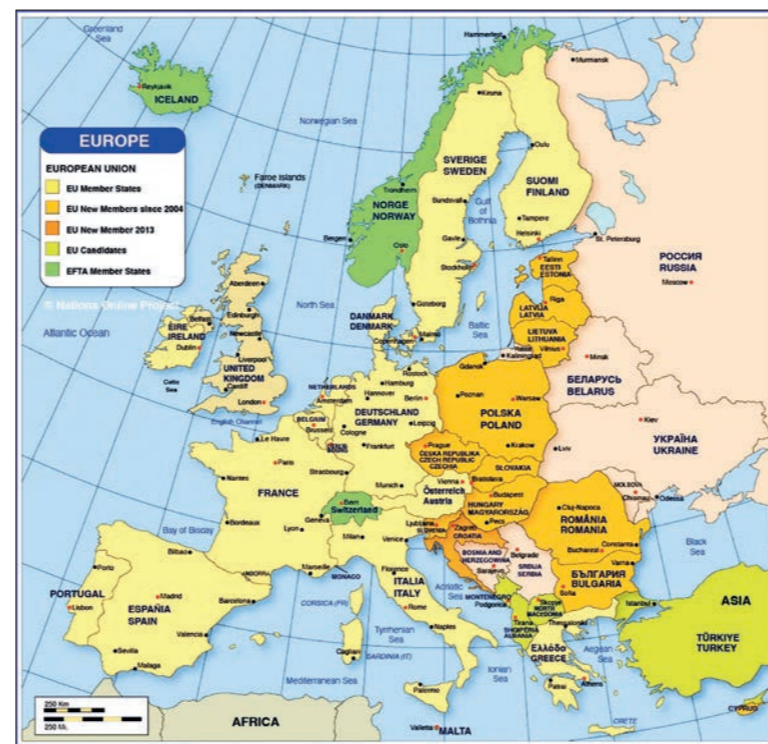 Greenland
Sea
Hammerfest
Murmansk
Reykjavik
ICELAND
Kiruna
Norwegian Sea
EUROPE
EUROPEAN UNION
EU Member States
EU New Members since 2004
EU New Member 2013
EU Candidates
EFTA Member States
© Nations Online Project
Faroe Islands
(DENMARK)
Oulu
SVERIGE
SWEDEN
SUOMI
FINLAND
Trondheim
NORGE
NORWAY
Sundsvall
Gulf
of
Bothnia
Tampere
Helsinki
Bergen
Oslo
Gävle
St. Petersburg
Stockholm
Tallinn
EESTI
ESTONIA
РОССИЯ
RUSSIA
Moscow
Aberdeen
North Sea
Göteborg
Riga
LATVIJA
LATVIA
Atlantic Ocean
Belfast
Edinburgh
DANMARK
DENMARK
Baltic
Sea
LIETUVA
LITHUANIA
ÉIRE
IRELAND
Newcastle
Copenhagen
Malmö
Vilnius
Kaliningrad
Minsk
Dublin
Liverpool
Gdansk
БЕЛАРУСЬ
BELARUS
Celtic
Sea
UNITED
KINGDOM
Cardiff
London
NETHERLANDS
Amsterdam
Rostock
Hamburg
Hannover
Berlin
Poznan
Warsaw
POLSKA
POLAND
English Channel
BELGIUM
Brussels
DEUTSCHLAND
GERMANY
Leipzig
Cologne
Kiev
УКРАЇНА
UKRAINE
Le Havre
Frankfurt
Prague
ČESKÁ REPUBLIKA
CZECH REPUBLIC
CZECHIA
Krakow
Lviv
Paris
Strasbourg
SLOVAKIA
Nantes
Munich
Vienna
Bratislava
Österreich
Austria
Budapest
MOLDOVA
Chisinau
Odessa
FRANCE
Bern
Switzerland
HUNGARY
MAGYARORSZÁG
Cluj-Napoca
Geneva
Ljubljana
SLOVENIA
Zagreb
CROATIA
Pecs
ROMÂNIA
ROMANIA
Bay of Biscay
Bordeaux
Lyon
Milan
Venice
Bilbao
BOSNIA AND
HERZEGOVINA
Sarajevo
Belgrade
SRBIJA
SERBIA
Bucharest
Constanta
Black
Sea
Porto
ANDORRA
Marseille
MONACO
Florence
ITALIA
ITALY
Adriatic
Sea
Varna
БЪЛГАРИЯ
BULGARIA
PORTUGAL
Lisbon
Madrid
ESPAÑA
SPAIN
Barcelona
CORSICA (FR)
Rome
MONTENEGRO
Podgorica
Sofia
Skopje
NORTH
MACEDONIA
Istanbul
ASIA
Valencia
Tyrrhenian
Sea
Naples
Tirana
SHQIPËRIA
ALBANIA
Thessaloniki
TÜRKIYE
TURKEY
Sevilla
Malaga
Cagliari
SARDINIA (IT)
Ελλάδα
GREECE
Aegean
Sea
Mediterranean Sea
Ionian
Sea
Palermo
Patrai
Athens
250 Km
250 Mi.
AFRICA
Valletta
MALTA
CRETE
CYPRUS